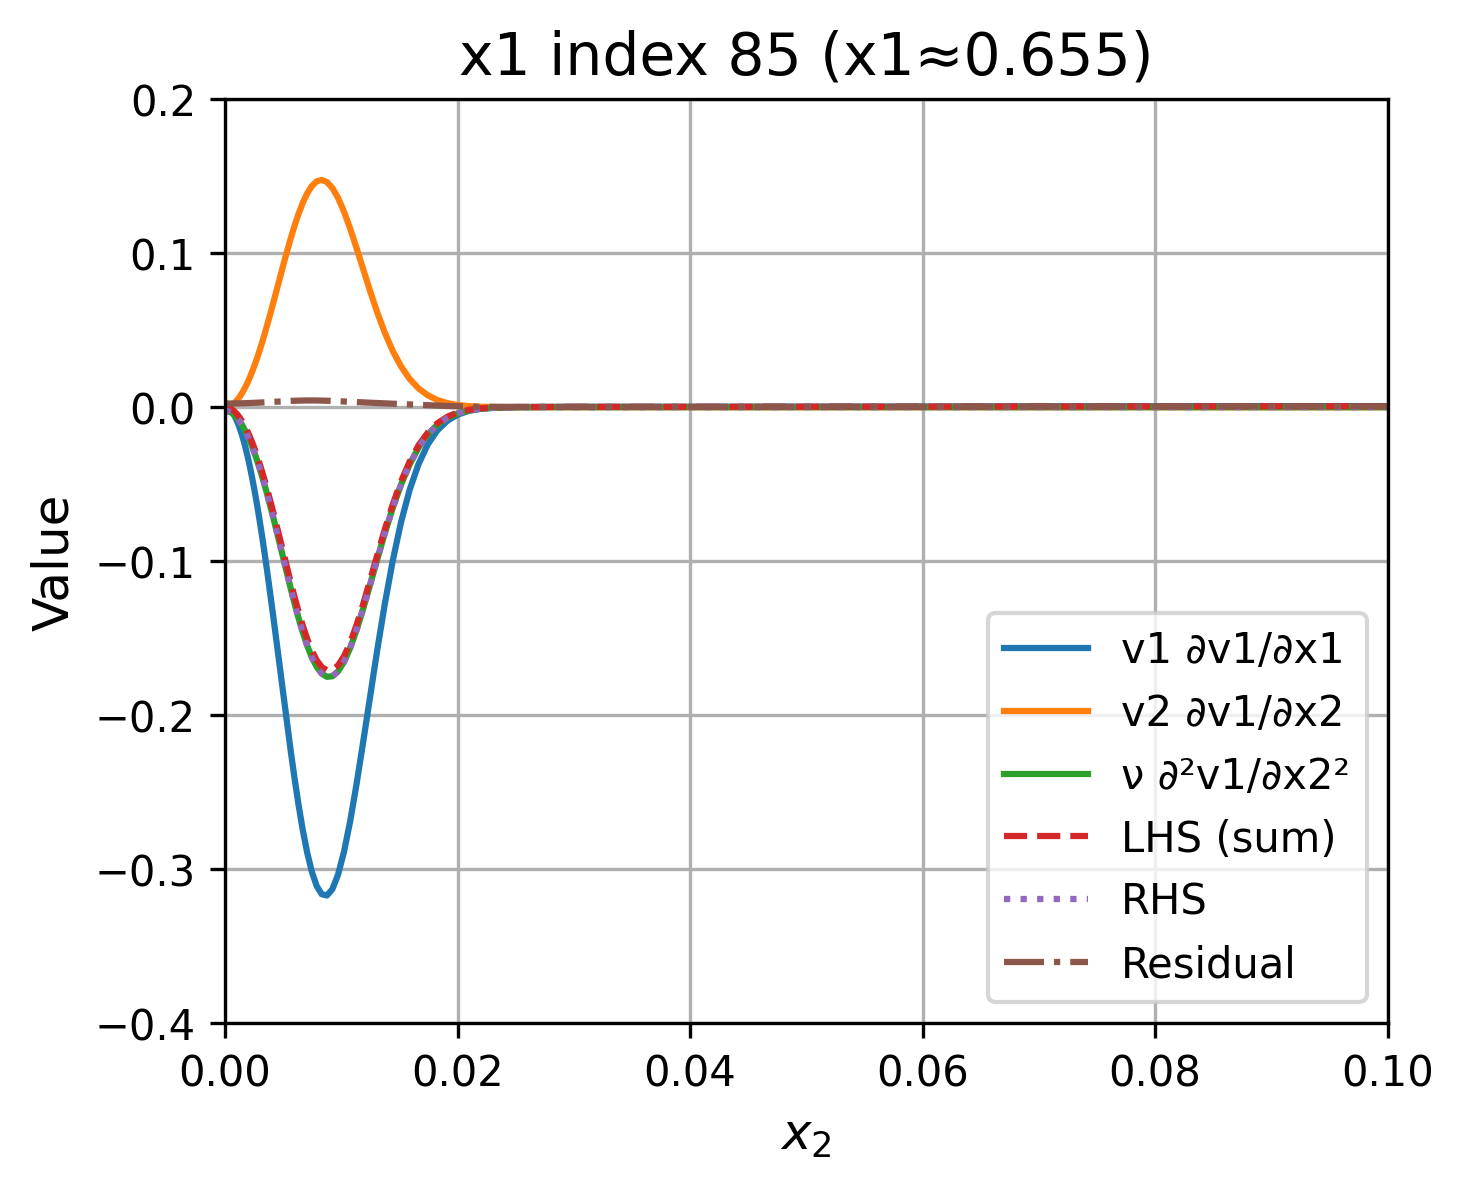 x1 index 85 (x1≈0.655)
0.2
0.1
0.0
−0.1
−0.2
−0.3
−0.4
Value
v1 ∂v1/∂x1
v2 ∂v1/∂x2
ν ∂²v1/∂x2²
LHS (sum)
RHS
Residual
0.00 0.02 0.04 0.06 0.08 0.10
x₂